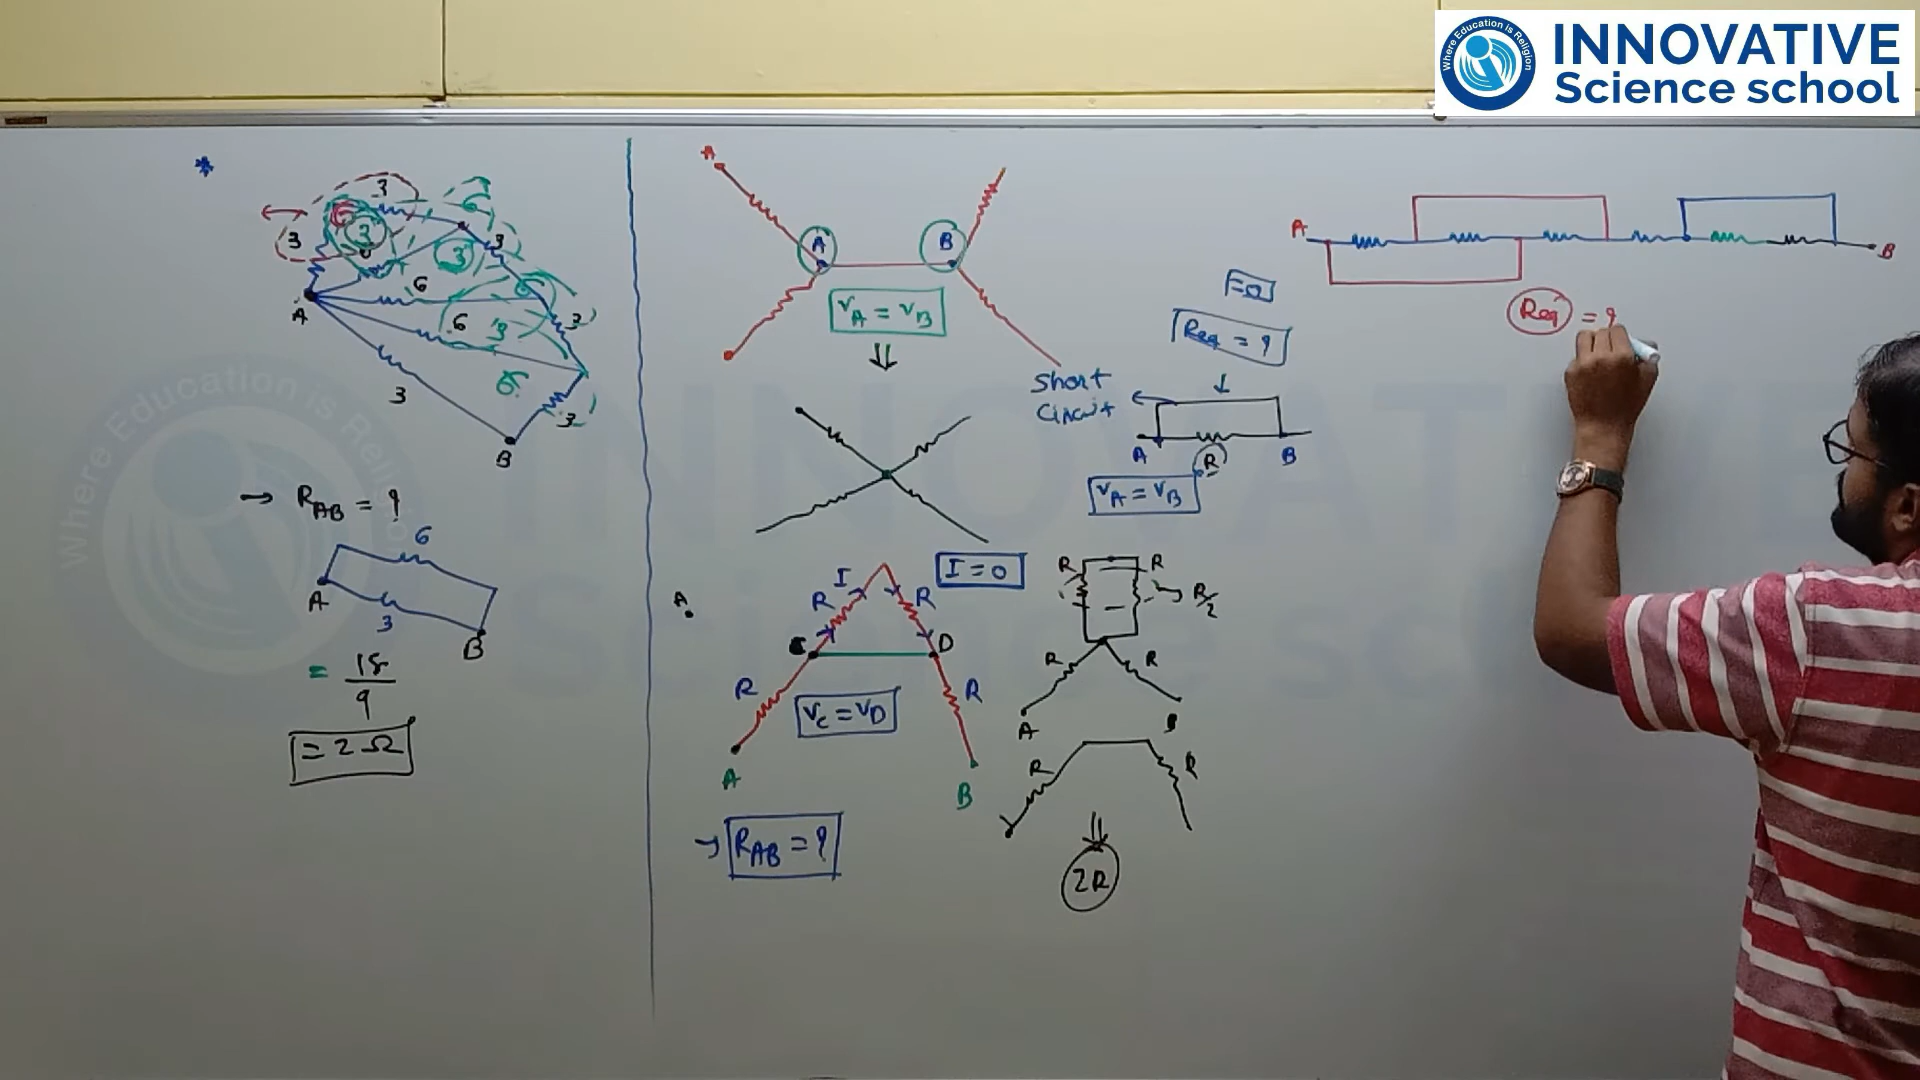 INNOVATIVE
Science school
Where Education is Religion
*
3
3
3
3
6
6
3
3
6
3
3
3
A
B
→ R_AB = ?
6
A
3
B
= 18/9
= 2 Ω
A
A
B
V_A = V_B
⇓
I = 0
A
I
R
R
C
D
R
R
V_C = V_D
A
B
→ R_AB = ?
= 0
Req = ?
↓
Short
Circuit
A
R
B
V_A = V_B
R
R
R/2
R
R
A
R
R
⇓
2R
A
B
Req = ?